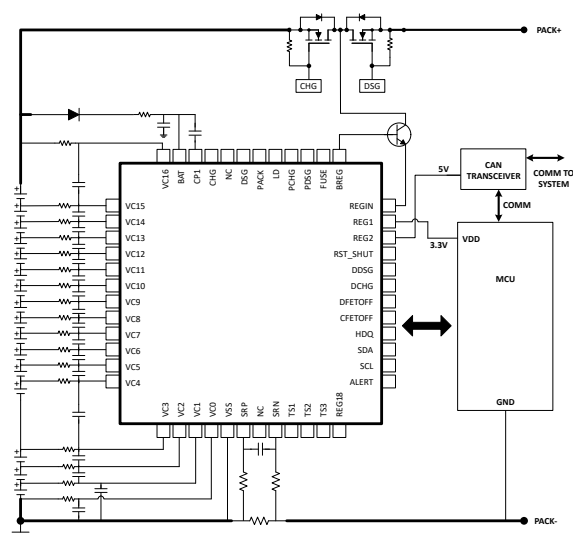 PACK+
CHG
DSG
VC16
BAT
CP1
CHG
NC
DSG
PACK
LD
PCHG
PDSG
FUSE
BREG
5V
CAN
TRANSCEIVER
COMM TO
SYSTEM
COMM
VC15
VC14
VC13
VC12
VC11
VC10
VC9
VC8
VC7
VC6
VC5
VC4
REGIN
REG1
REG2
RST_SHUT
DDSG
DCHG
DFETOFF
CFETOFF
HDQ
SDA
SCL
ALERT
3.3V
VDD
MCU
GND
VC3
VC2
VC1
VC0
VSS
SRP
NC
SRN
TS1
TS2
TS3
REG18
PACK-